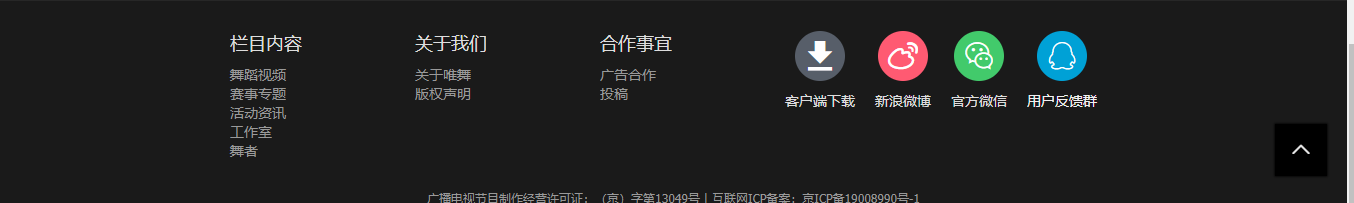 栏目内容
舞蹈视频
赛事专题
活动资讯
工作室
舞者
关于我们
关于唯舞
版权声明
合作事宜
广告合作
投稿
客户端下载
新浪微博
官方微信
用户反馈群
广播电视节目制作经营许可证：（京）字第13049号 | 互联网ICP备案：京ICP备19008990号-1